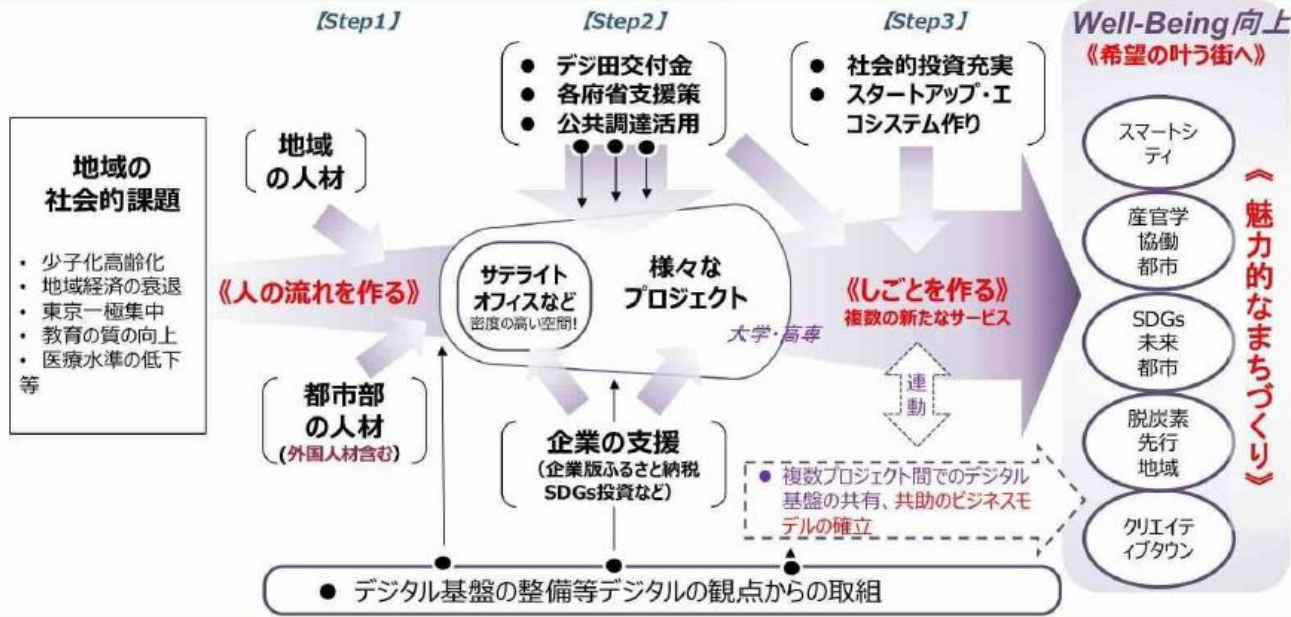 【Step1】
【Step2】
【Step3】
Well-Being向上
《希望の叶う街へ》
地域の
社会的課題
• 少子化高齢化
• 地域経済の衰退
• 東京一極集中
• 教育の質の向上
• 医療水準の低下
等
地域
の人材
《人の流れを作る》
都市部
の人材
(外国人材含む)
● デジ田交付金
● 各府省支援策
● 公共調達活用
サテライト
オフィスなど
密度の高い空間!
様々な
プロジェクト
大学・高専
企業の支援
(企業版ふるさと納税
SDGs投資など)
● 社会的投資充実
● スタートアップ・エ
コシステム作り
《しごとを作る》
複数の新たなサービス
連
動
● 複数プロジェクト間でのデジタル
基盤の共有、共助のビジネスモ
デルの確立
スマートシ
ティ
産官学
協働
都市
SDGs
未来
都市
脱炭素
先行
地域
クリエイテ
ィブタウン
《魅力的なまちづくり》
● デジタル基盤の整備等デジタルの観点からの取組